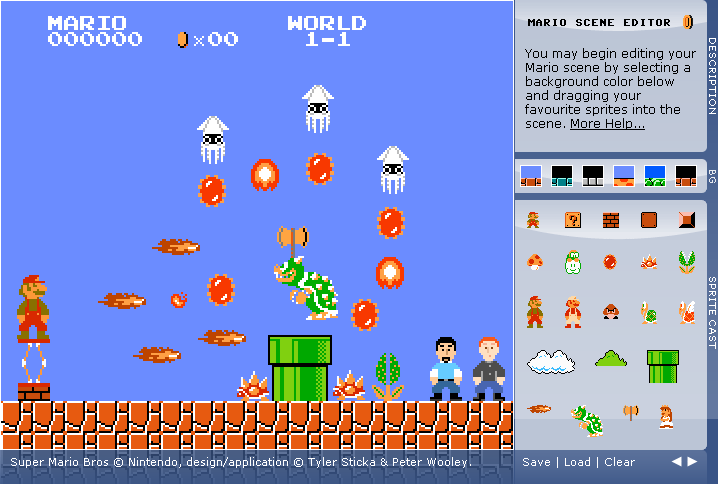 MARIO
000000
×00
WORLD
1-1
MARIO SCENE EDITOR
You may begin editing your
Mario scene by selecting a
background color below
and dragging your
favourite sprites into the
scene. More Help...
DESCRIPTION
BG
?
SPRITE CAST
Super Mario Bros © Nintendo, design/application © Tyler Sticka & Peter Wooley.
Save | Load | Clear